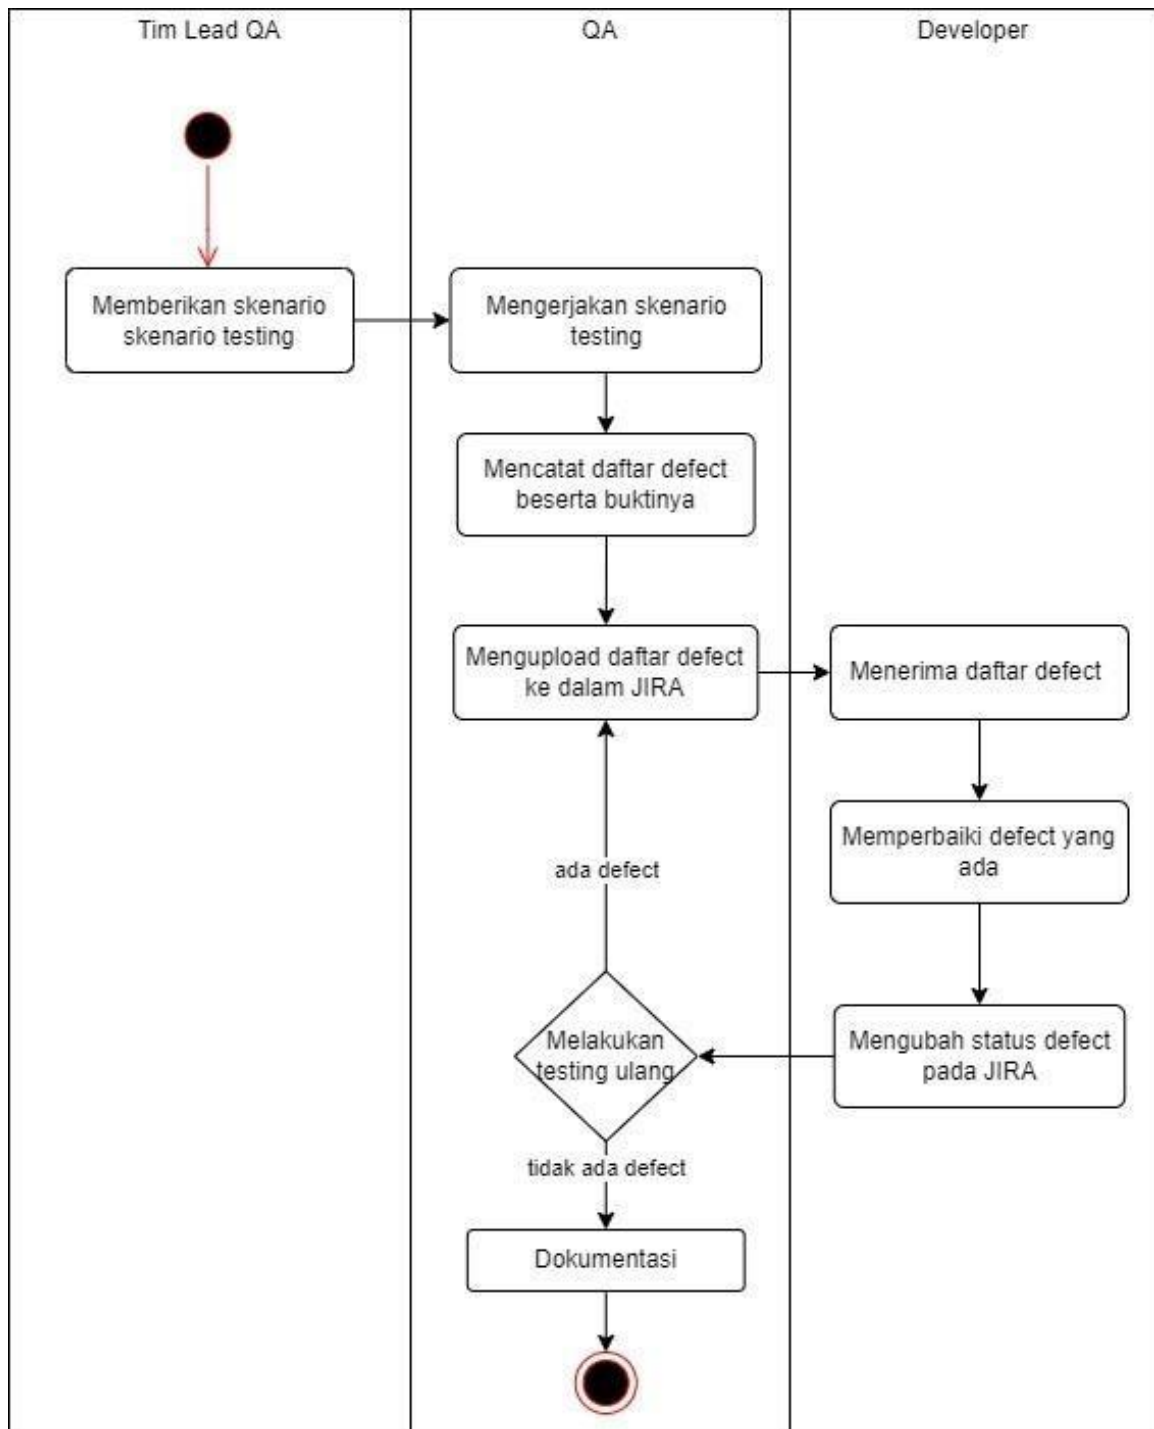 Tim Lead QA
QA
Developer
Memberikan skenario
skenario testing
Mengerjakan skenario
testing
Mencatat daftar defect
beserta buktinya
Mengupload daftar defect
ke dalam JIRA
Menerima daftar defect
Memperbaiki defect yang
ada
ada defect
Melakukan
testing ulang
Mengubah status defect
pada JIRA
tidak ada defect
Dokumentasi